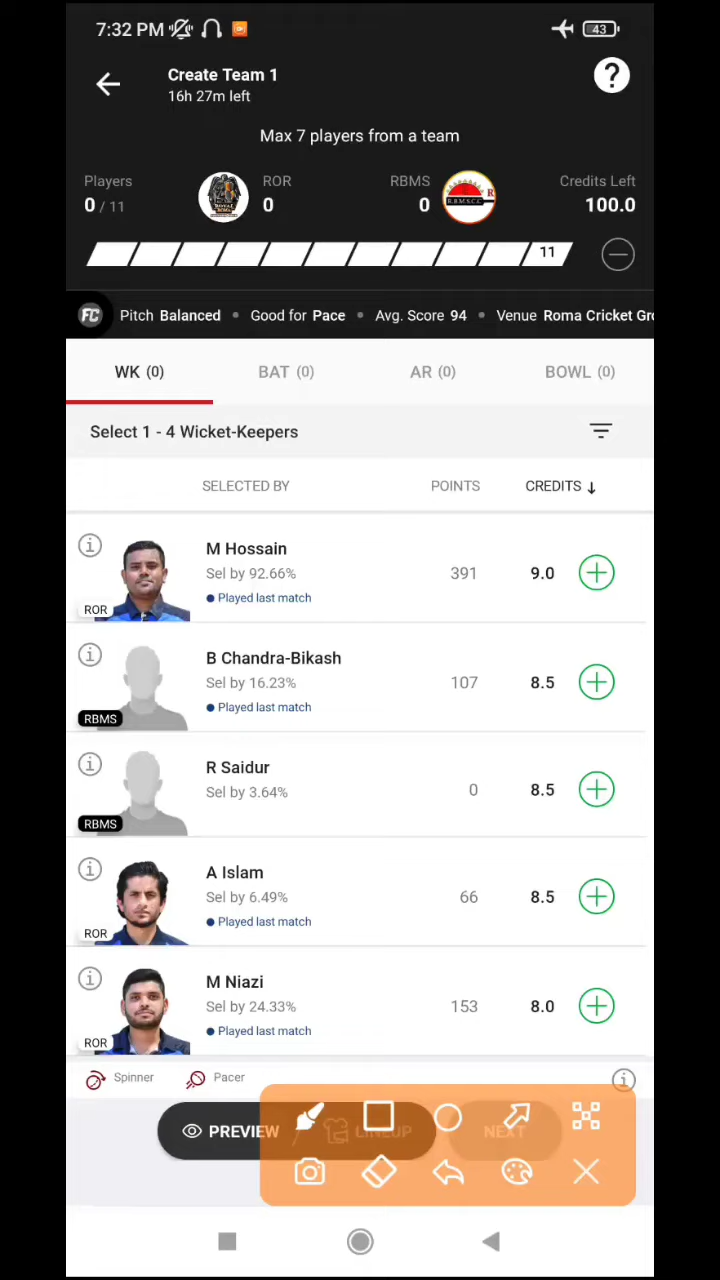 7:32 PM
43
Create Team 1
16h 27m left
?
Max 7 players from a team
Players
0 / 11
ROR
0
RBMS
0
R
R.B.M.S.C.C
Credits Left
100.0
11
FC Pitch Balanced • Good for Pace • Avg. Score 94 • Venue Roma Cricket Gro
WK (0) BAT (0) AR (0) BOWL (0)
Select 1 - 4 Wicket-Keepers
SELECTED BY POINTS CREDITS ↓
M Hossain
Sel by 92.66% 391 9.0
Played last match
ROR
B Chandra-Bikash
Sel by 16.23% 107 8.5
Played last match
RBMS
R Saidur
Sel by 3.64% 0 8.5
RBMS
A Islam
Sel by 6.49% 66 8.5
Played last match
ROR
M Niazi
Sel by 24.33% 153 8.0
Played last match
ROR
Spinner Pacer
PREVIEW / LINEUP NEXT